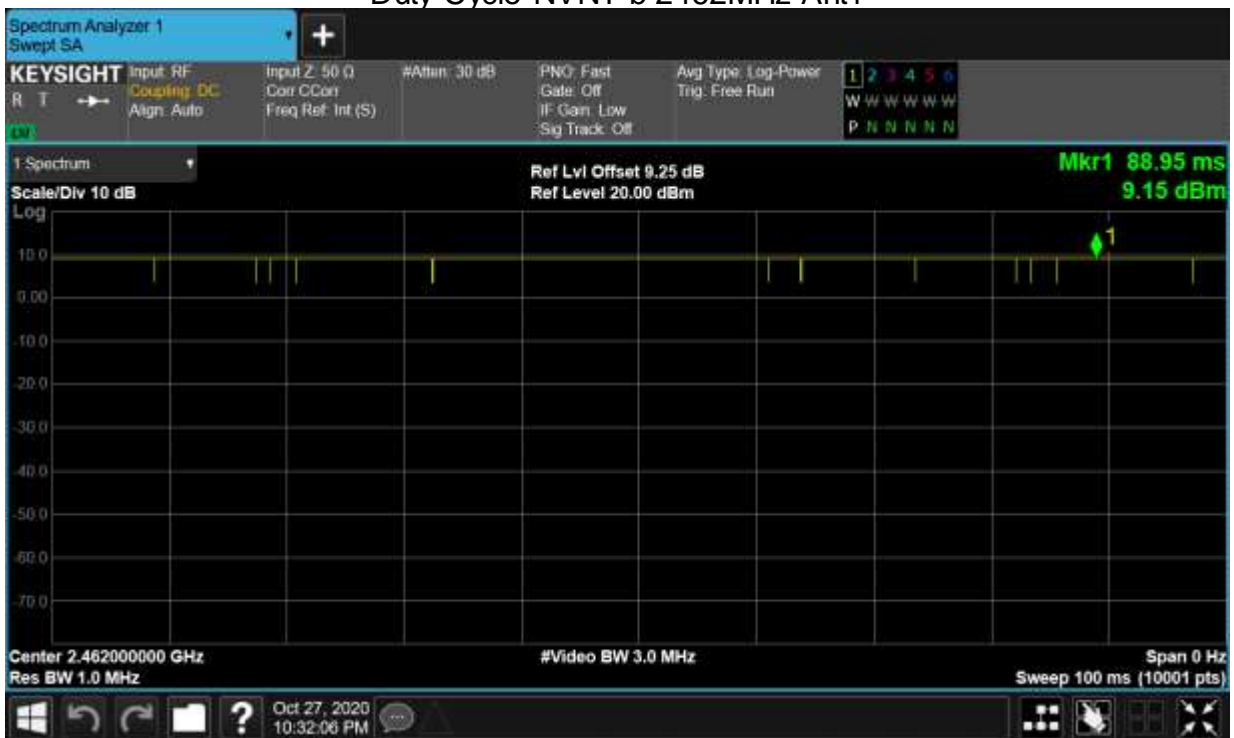 Spectrum Analyzer 1
Swept SA
KEYSIGHT
R T
Input: RF
Coupling: DC
Align: Auto
Input Z: 50 Ω
Corr CCorr
Freq Ref: Int (S)
#Atten: 30 dB
PNO: Fast
Gate: Off
IF Gain: Low
Sig Track: Off
Avg Type: Log-Power
Trig: Free Run
1 2 3 4 5 6
W W W W W W
P N N N N N
1 Spectrum
Scale/Div 10 dB
Ref Lvl Offset 9.25 dB
Ref Level 20.00 dBm
Mkr1 88.95 ms
9.15 dBm
Log
1
10.0
0.00
-10.0
-20.0
-30.0
-40.0
-50.0
-60.0
-70.0
Center 2.462000000 GHz
#Video BW 3.0 MHz
Span 0 Hz
Res BW 1.0 MHz
Sweep 100 ms (10001 pts)
?
Oct 27, 2020
10:32:06 PM